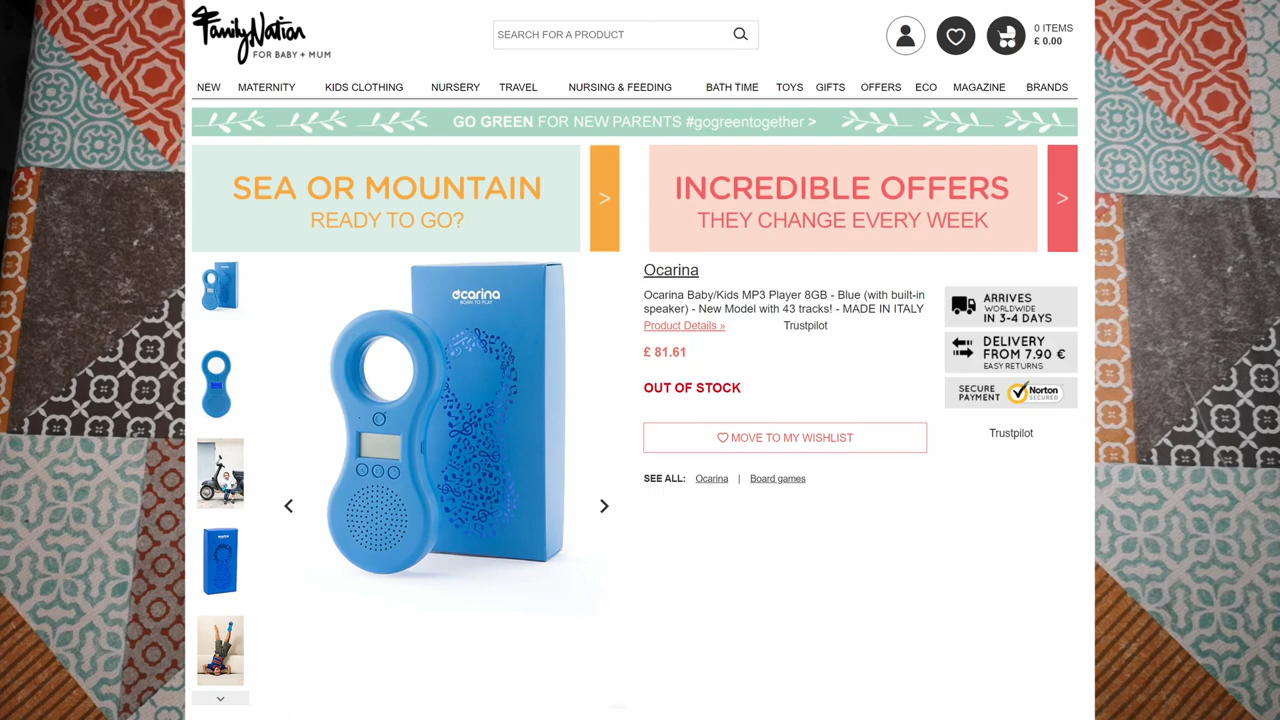 FamilyNation
FOR BABY + MUM
SEARCH FOR A PRODUCT
0 ITEMS
£ 0.00
NEW MATERNITY KIDS CLOTHING NURSERY TRAVEL NURSING & FEEDING BATH TIME TOYS GIFTS OFFERS ECO MAGAZINE BRANDS
GO GREEN FOR NEW PARENTS #gogreentogether >
SEA OR MOUNTAIN
READY TO GO?
>
INCREDIBLE OFFERS
THEY CHANGE EVERY WEEK
>
ocarina
BORN TO PLAY
Ocarina
Ocarina Baby/Kids MP3 Player 8GB - Blue (with built-in
speaker) - New Model with 43 tracks! - MADE IN ITALY
Product Details »
Trustpilot
£ 81.61
OUT OF STOCK
MOVE TO MY WISHLIST
SEE ALL: Ocarina | Board games
ARRIVES
WORLDWIDE
IN 3-4 DAYS
DELIVERY
FROM 7.90 €
EASY RETURNS
SECURE
PAYMENT
Norton
SECURED
Trustpilot